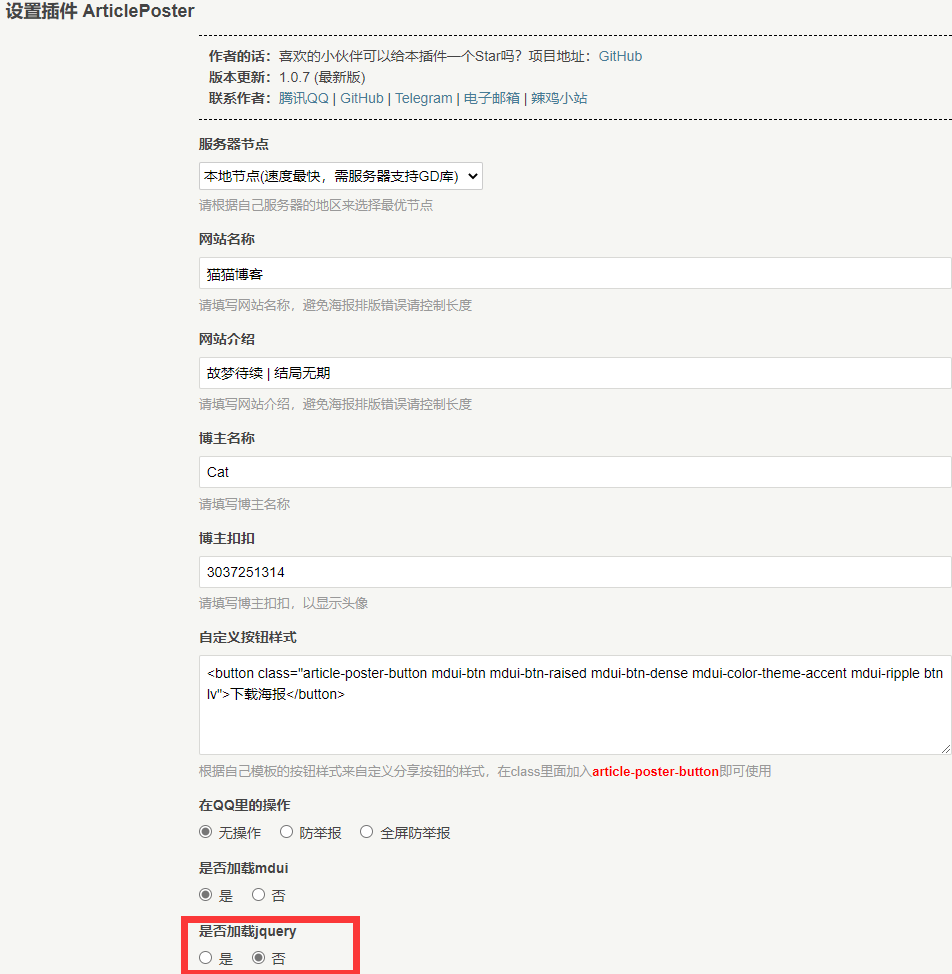 设置插件 ArticlePoster
作者的话：喜欢的小伙伴可以给本插件一个Star吗？项目地址：GitHub
版本更新：1.0.7 (最新版)
联系作者：腾讯QQ | GitHub | Telegram | 电子邮箱 | 辣鸡小站
服务器节点
本地节点(速度最快，需服务器支持GD库)
请根据自己服务器的地区来选择最优节点
网站名称
猫猫博客
请填写网站名称，避免海报排版错误请控制长度
网站介绍
故梦待续 | 结局无期
请填写网站介绍，避免海报排版错误请控制长度
博主名称
Cat
请填写博主名称
博主扣扣
3037251314
请填写博主扣扣，以显示头像
自定义按钮样式
<button class="article-poster-button mdui-btn mdui-btn-raised mdui-btn-dense mdui-color-theme-accent mdui-ripple btn
lv">下载海报</button>
根据自己模板的按钮样式来自定义分享按钮的样式，在class里面加入article-poster-button即可使用
在QQ里的操作
无操作 防举报 全屏防举报
是否加载mdui
是 否
是否加载jquery
是 否